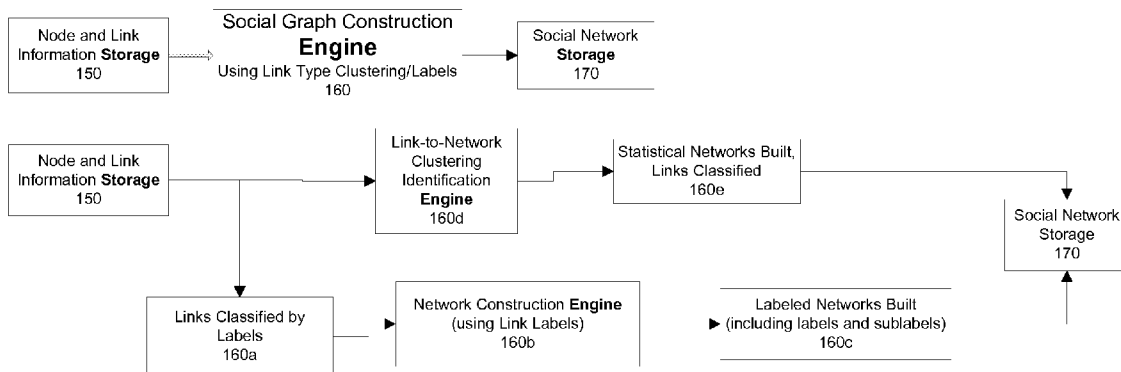 Node and Link
Information Storage
150
Social Graph Construction
Engine
Using Link Type Clustering/Labels
160
Social Network
Storage
170
Node and Link
Information Storage
150
Link-to-Network
Clustering
Identification
Engine
160d
Statistical Networks Built,
Links Classified
160e
Social Network
Storage
170
Links Classified by
Labels
160a
Network Construction Engine
(using Link Labels)
160b
Labeled Networks Built
(including labels and sublabels)
160c